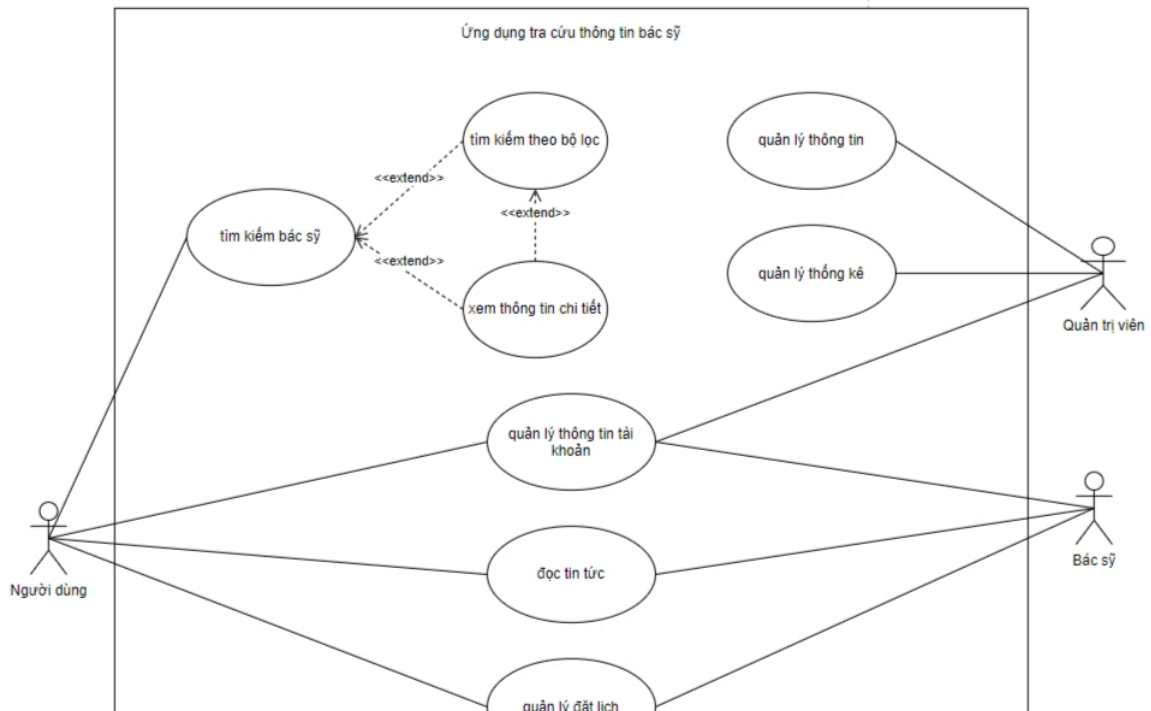 Ứng dụng tra cứu thông tin bác sỹ
tìm kiếm theo bộ lọc
quản lý thông tin
<<extend>>
<<extend>>
tìm kiếm bác sỹ
<<extend>>
quản lý thống kê
xem thông tin chi tiết
Quản trị viên
quản lý thông tin tài
khoản
đọc tin tức
Bác sỹ
Người dùng
quản lý đặt lịch